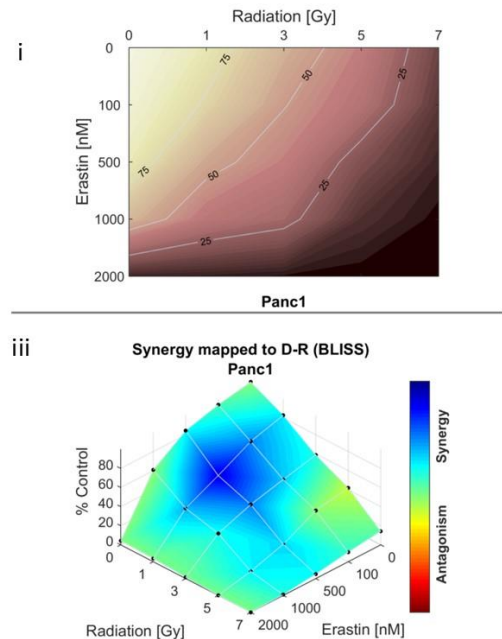 i
Radiation [Gy]
0 1 3 5 7
Erastin [nM]
0
100
500
1000
2000
75
50
25
75
50
25
25
Panc1
iii
Synergy mapped to D-R (BLISS)
Panc1
% Control
80
60
40
20
0
0
1
3
5
7
Radiation [Gy]
2000
1000
500
100
0
Erastin [nM]
Synergy
Antagonism